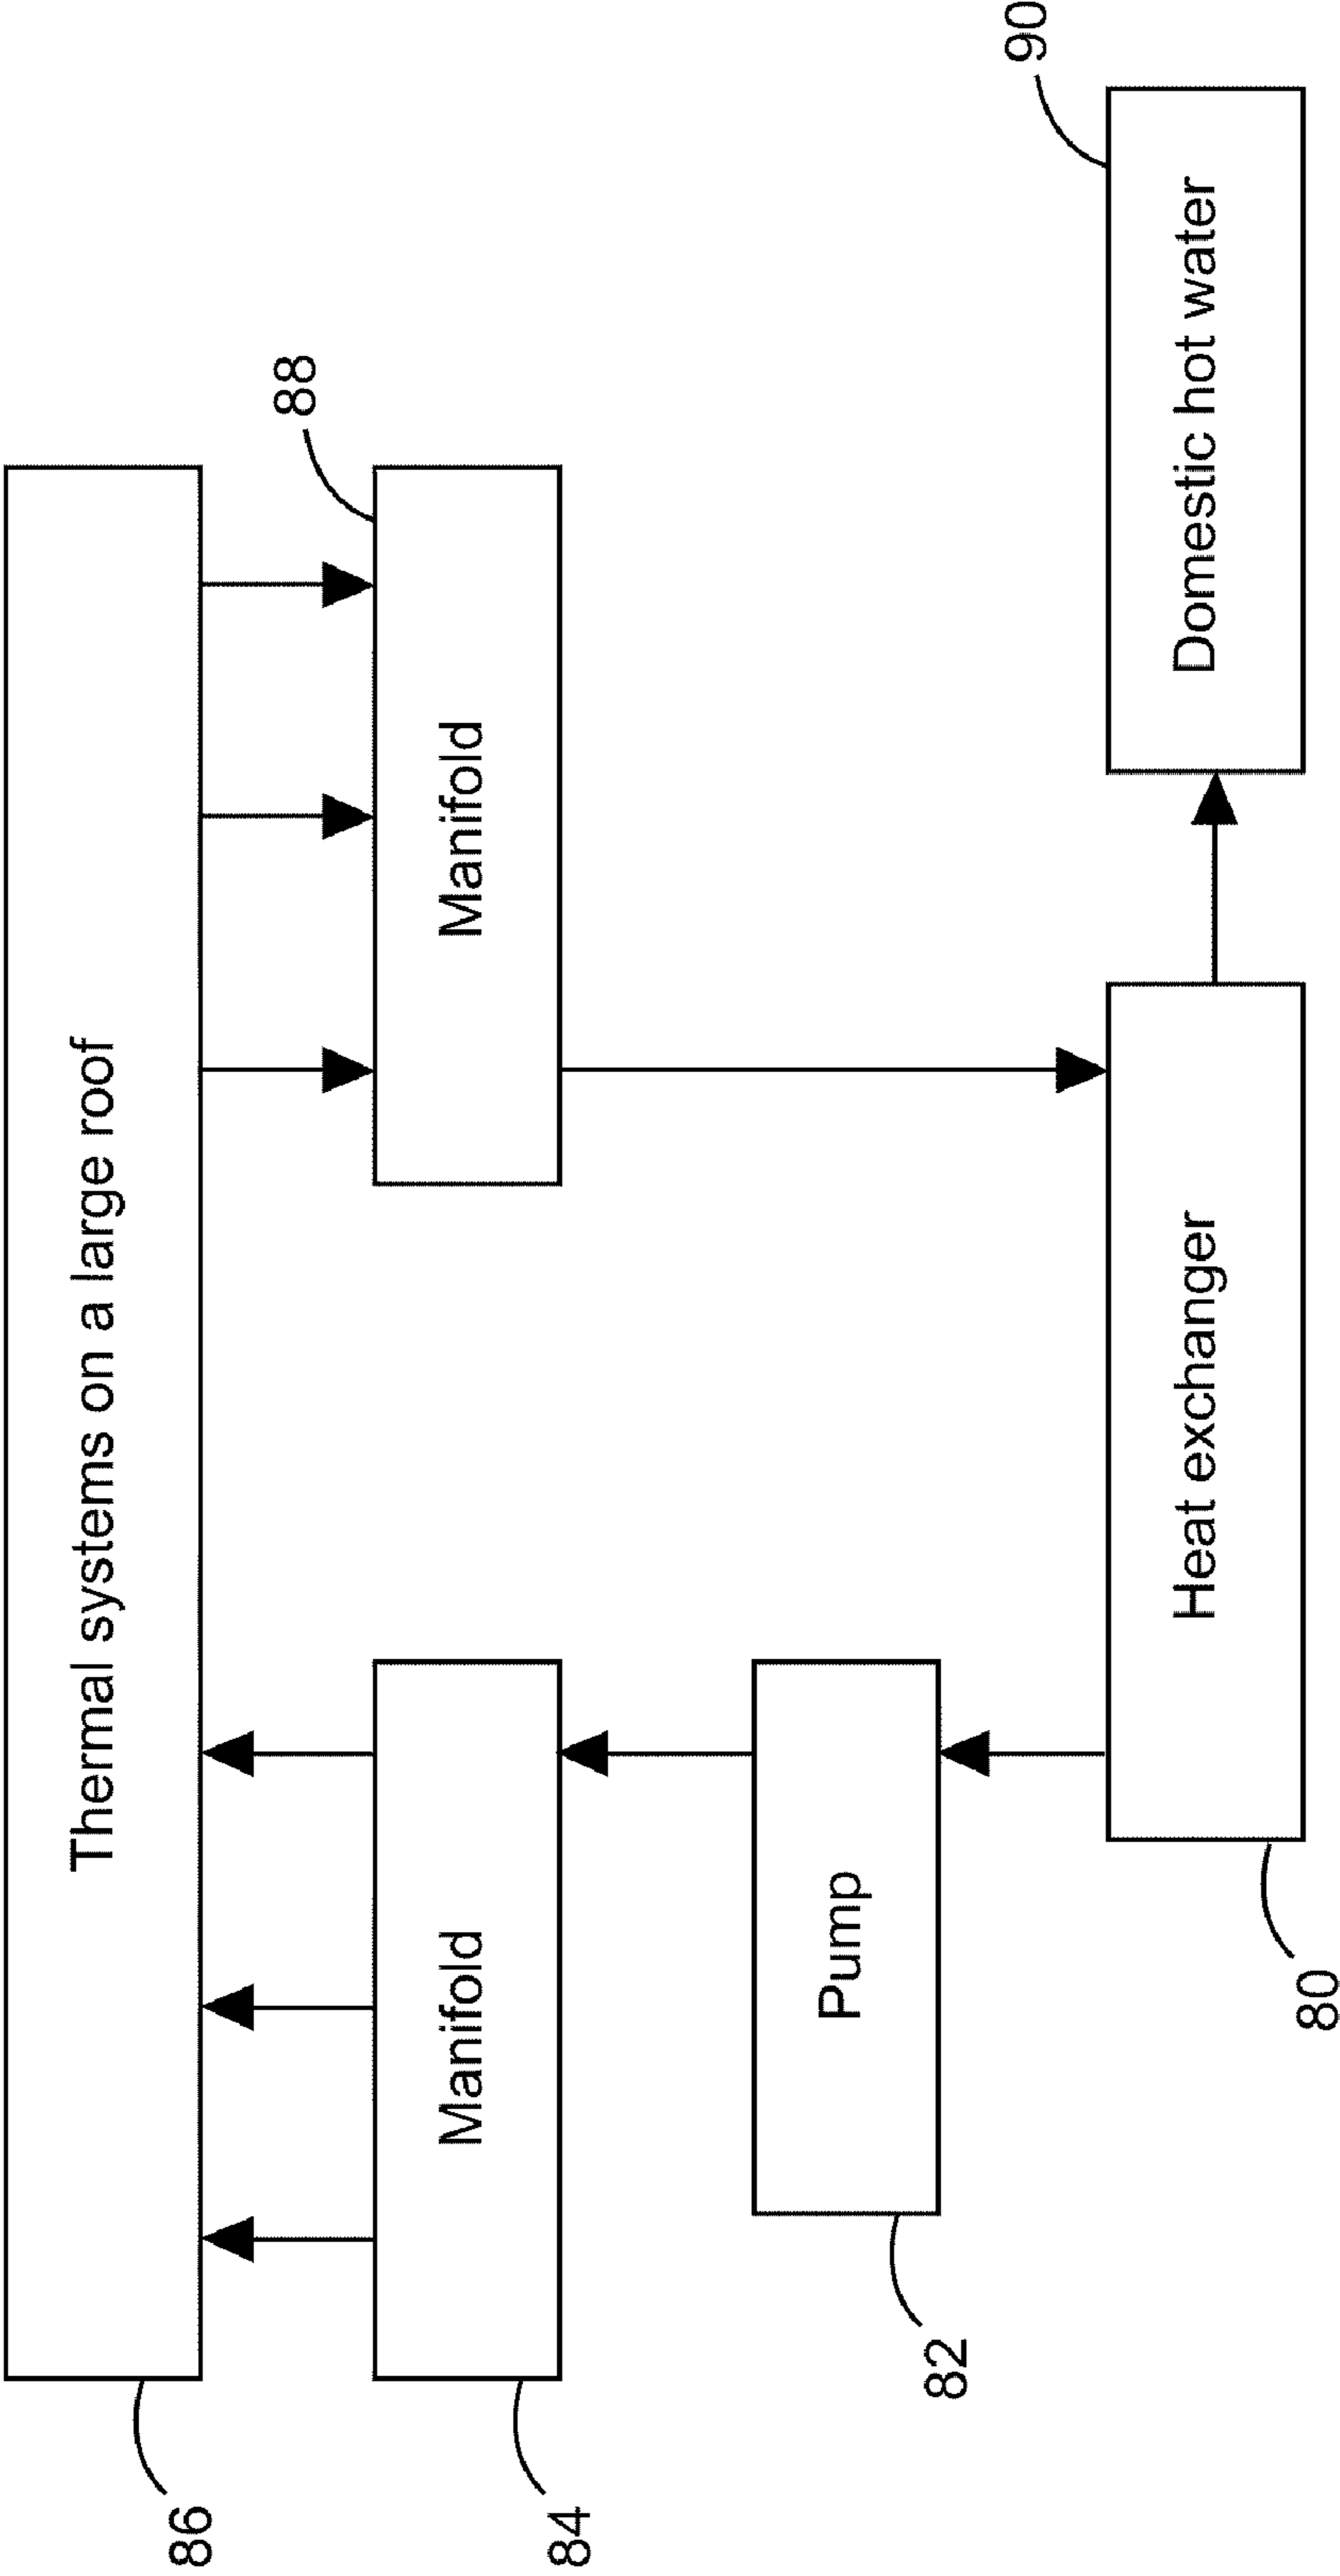 86
Thermal systems on a large roof
84
Manifold
Manifold
88
82
Pump
80
Heat exchanger
Domestic hot water
90